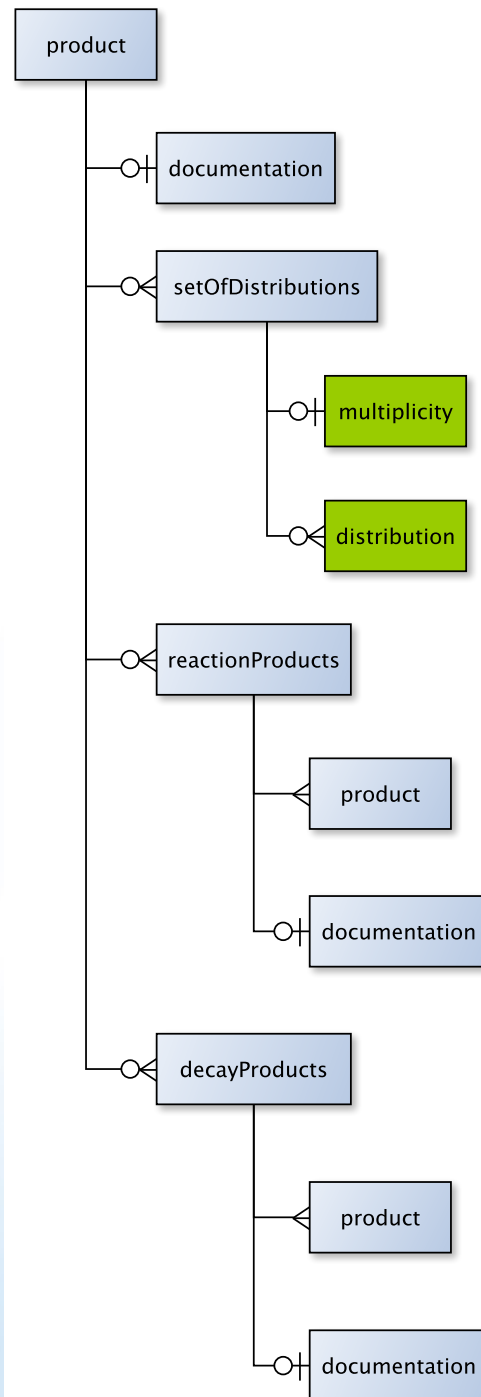 product
documentation
setOfDistributions
multiplicity
distribution
reactionProducts
product
documentation
decayProducts
product
documentation